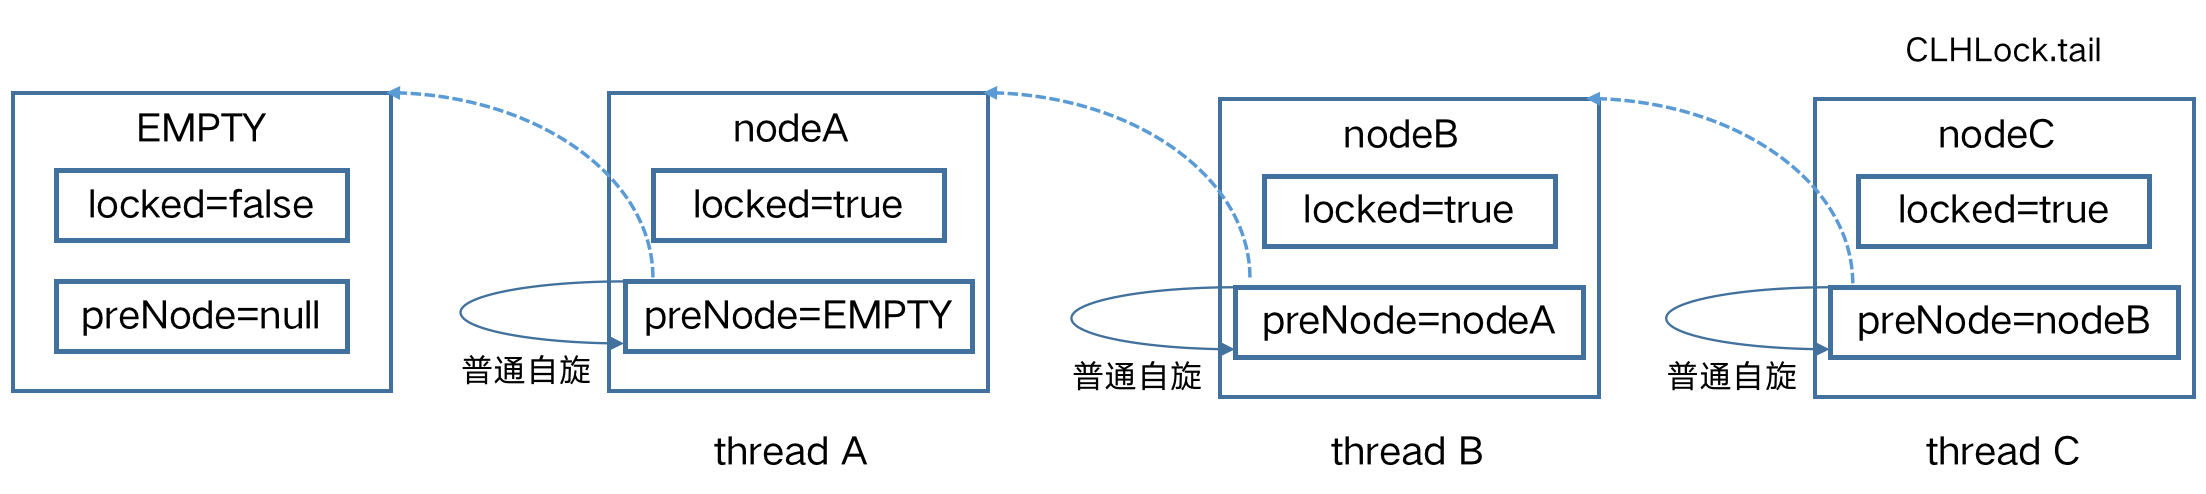 CLHLock.tail
EMPTY
locked=false
preNode=null
nodeA
locked=true
preNode=EMPTY
普通自旋
thread A
nodeB
locked=true
preNode=nodeA
普通自旋
thread B
nodeC
locked=true
preNode=nodeB
普通自旋
thread C